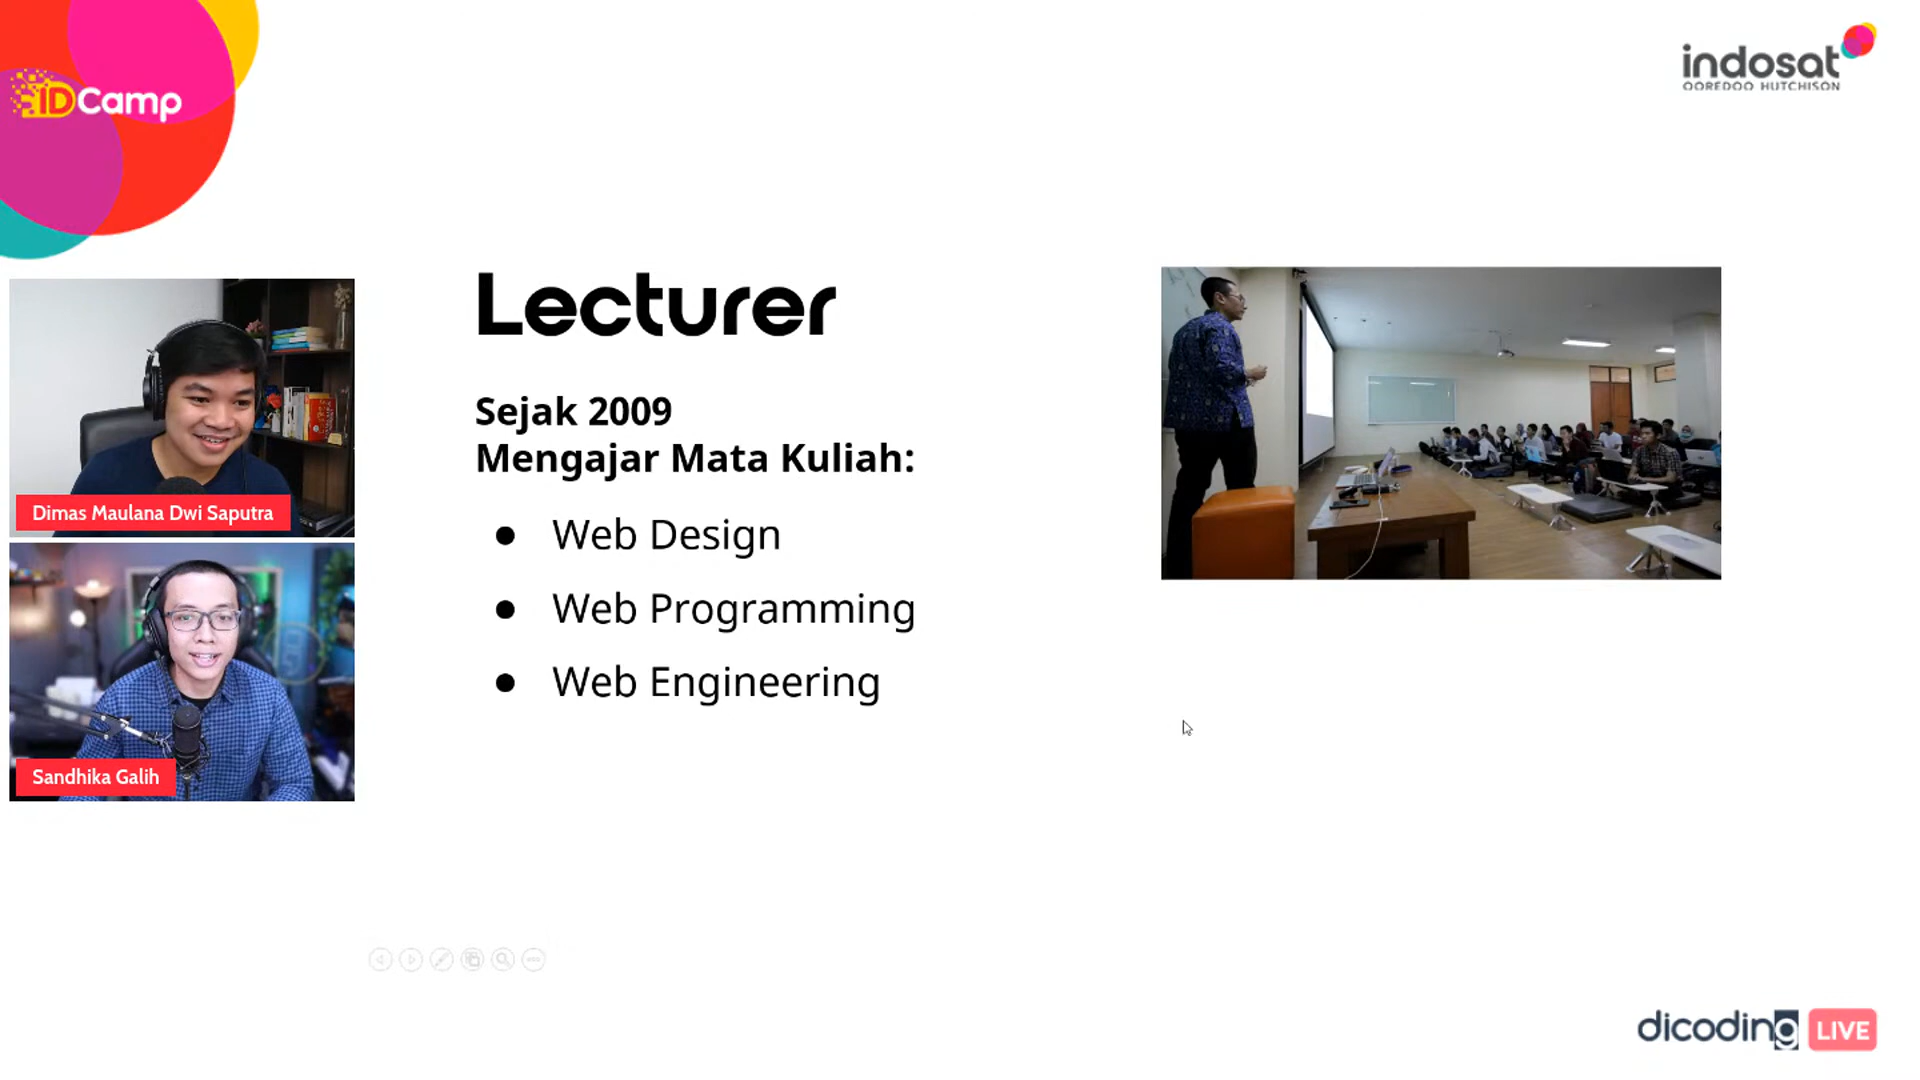 IDCamp
indosat
OOREDOO HUTCHISON
Lecturer
Sejak 2009
Mengajar Mata Kuliah:
● Web Design
● Web Programming
● Web Engineering
Dimas Maulana Dwi Saputra
Sandhika Galih
dicoding LIVE